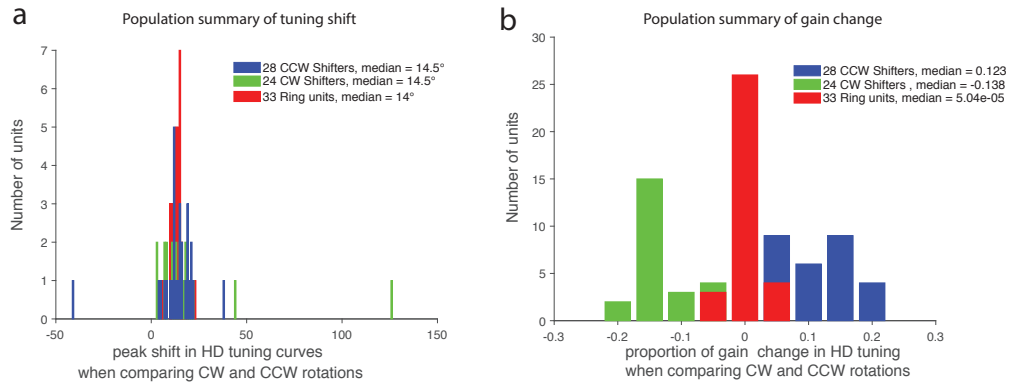 a
Population summary of tuning shift
Number of units
7
6
5
4
3
2
1
0
28 CCW Shifters, median = 14.5°
24 CW Shifters, median = 14.5°
33 Ring units, median = 14°
-50
0
50
100
150
peak shift in HD tuning curves
when comparing CW and CCW rotations
b
Population summary of gain change
Number of units
30
25
20
15
10
5
0
28 CCW Shifters, median = 0.123
24 CW Shifters , median = -0.138
33 Ring units, median = 5.04e-05
-0.3
-0.2
-0.1
0
0.1
0.2
0.3
proportion of gain change in HD tuning
when comparing CW and CCW rotations